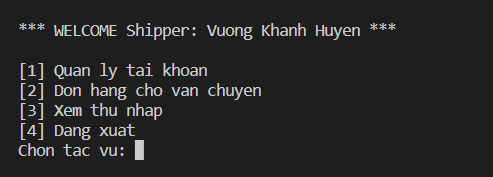 *** WELCOME Shipper: Vuong Khanh Huyen ***
[1] Quan ly tai khoan
[2] Don hang cho van chuyen
[3] Xem thu nhap
[4] Dang xuat
Chon tac vu: